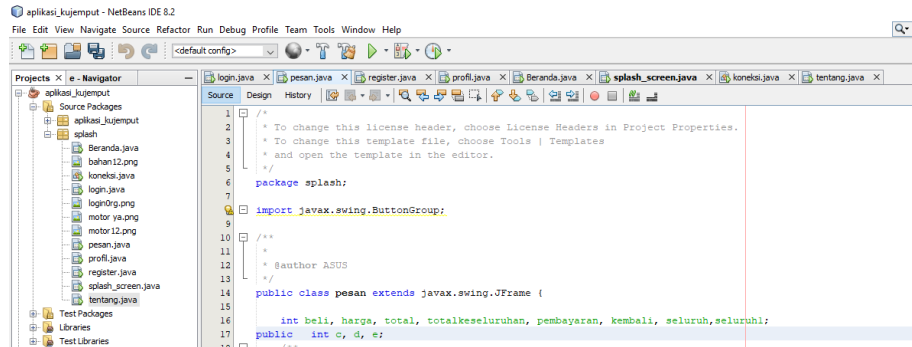 aplikasi_kujemput - NetBeans IDE 8.2
File Edit View Navigate Source Refactor Run Debug Profile Team Tools Window Help
<default config>
Projects e - Navigator
login.java pesan.java register.java profil.java Beranda.java splash_screen.java koneksi.java tentang.java
aplikasi_kujemput
Source Packages
aplikasi_kujemput
splash
Beranda.java
bahan12.png
koneksi.java
login.java
login0rg.png
motor ya.png
motor12.png
pesan.java
profil.java
register.java
splash_screen.java
tentang.java
Test Packages
Libraries
Test Libraries
Source Design History
1 /*
2 * To change this license header, choose License Headers in Project Properties.
3 * To change this template file, choose Tools | Templates
4 * and open the template in the editor.
5 */
6 package splash;
7
import javax.swing.ButtonGroup;
9
10 /**
11 *
12 * @author ASUS
13 */
14 public class pesan extends javax.swing.JFrame {
15
16 int beli, harga, total, totalkeseluruhan, pembayaran, kembali, seluruh,seluruhl;
17 public int c, d, e;
18 /**